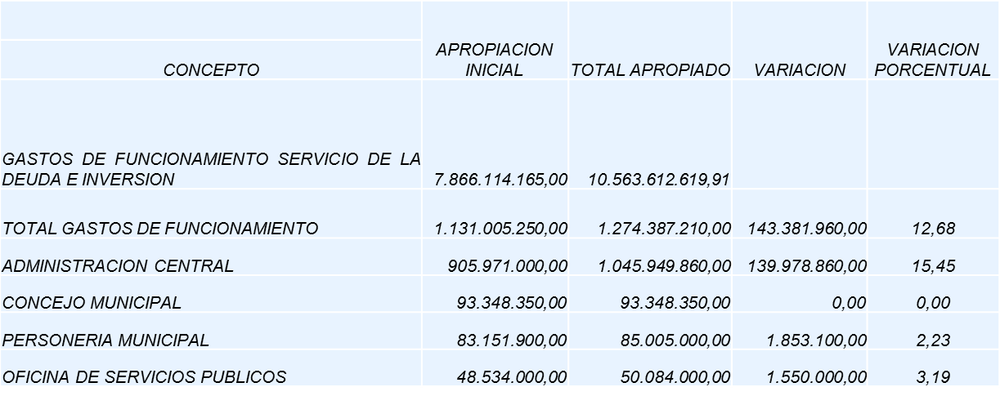 CONCEPTO APROPIACION INICIAL TOTAL APROPIADO VARIACION VARIACION PORCENTUAL
GASTOS DE FUNCIONAMIENTO SERVICIO DE LA
DEUDA E INVERSION 7.866.114.165,00 10.563.612.619,91
TOTAL GASTOS DE FUNCIONAMIENTO 1.131.005.250,00 1.274.387.210,00 143.381.960,00 12,68
ADMINISTRACION CENTRAL 905.971.000,00 1.045.949.860,00 139.978.860,00 15,45
CONCEJO MUNICIPAL 93.348.350,00 93.348.350,00 0,00 0,00
PERSONERIA MUNICIPAL 83.151.900,00 85.005.000,00 1.853.100,00 2,23
OFICINA DE SERVICIOS PUBLICOS 48.534.000,00 50.084.000,00 1.550.000,00 3,19